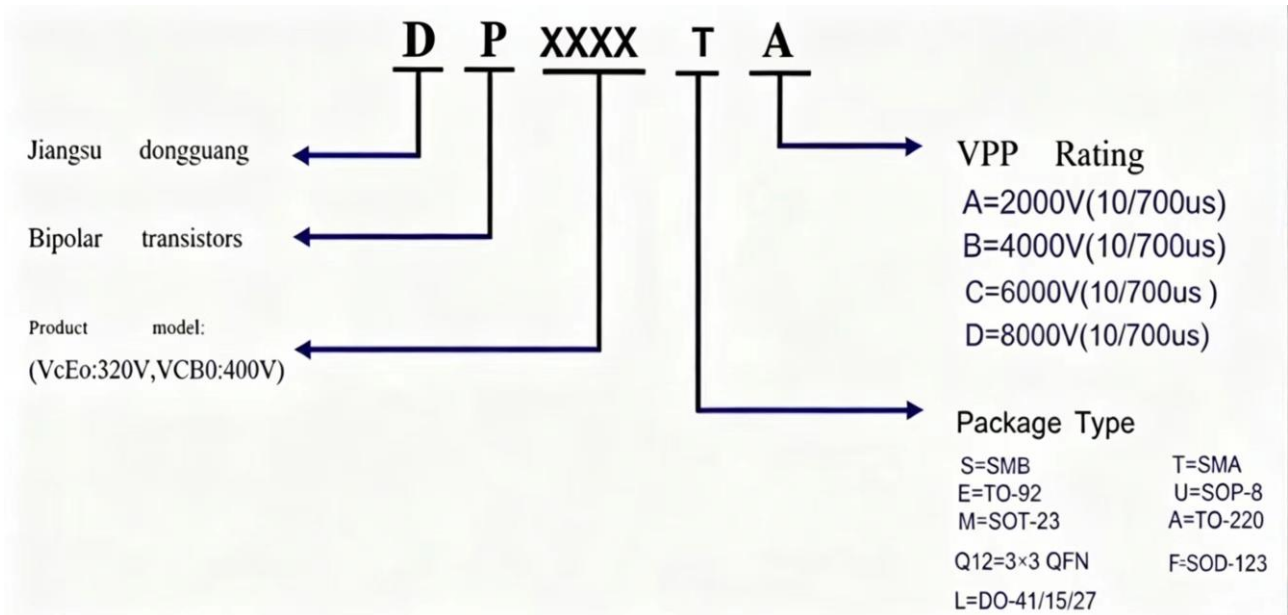 D P XXXX T A
Jiangsu dongguang
Bipolar transistors
Product model:
(VcEo:320V,VCB0:400V)
VPP Rating
A=2000V(10/700us)
B=4000V(10/700us)
C=6000V(10/700us )
D=8000V(10/700us)
Package Type
S=SMB T=SMA
E=TO-92 U=SOP-8
M=SOT-23 A=TO-220
Q12=3×3 QFN F=SOD-123
L=DO-41/15/27